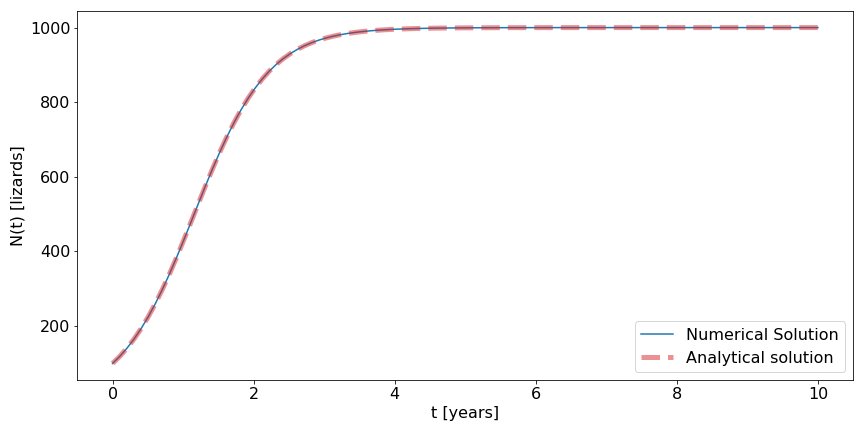 1000
800
600
400
200
N(t) [lizards]
0 2 4 6 8 10
t [years]
Numerical Solution
Analytical solution